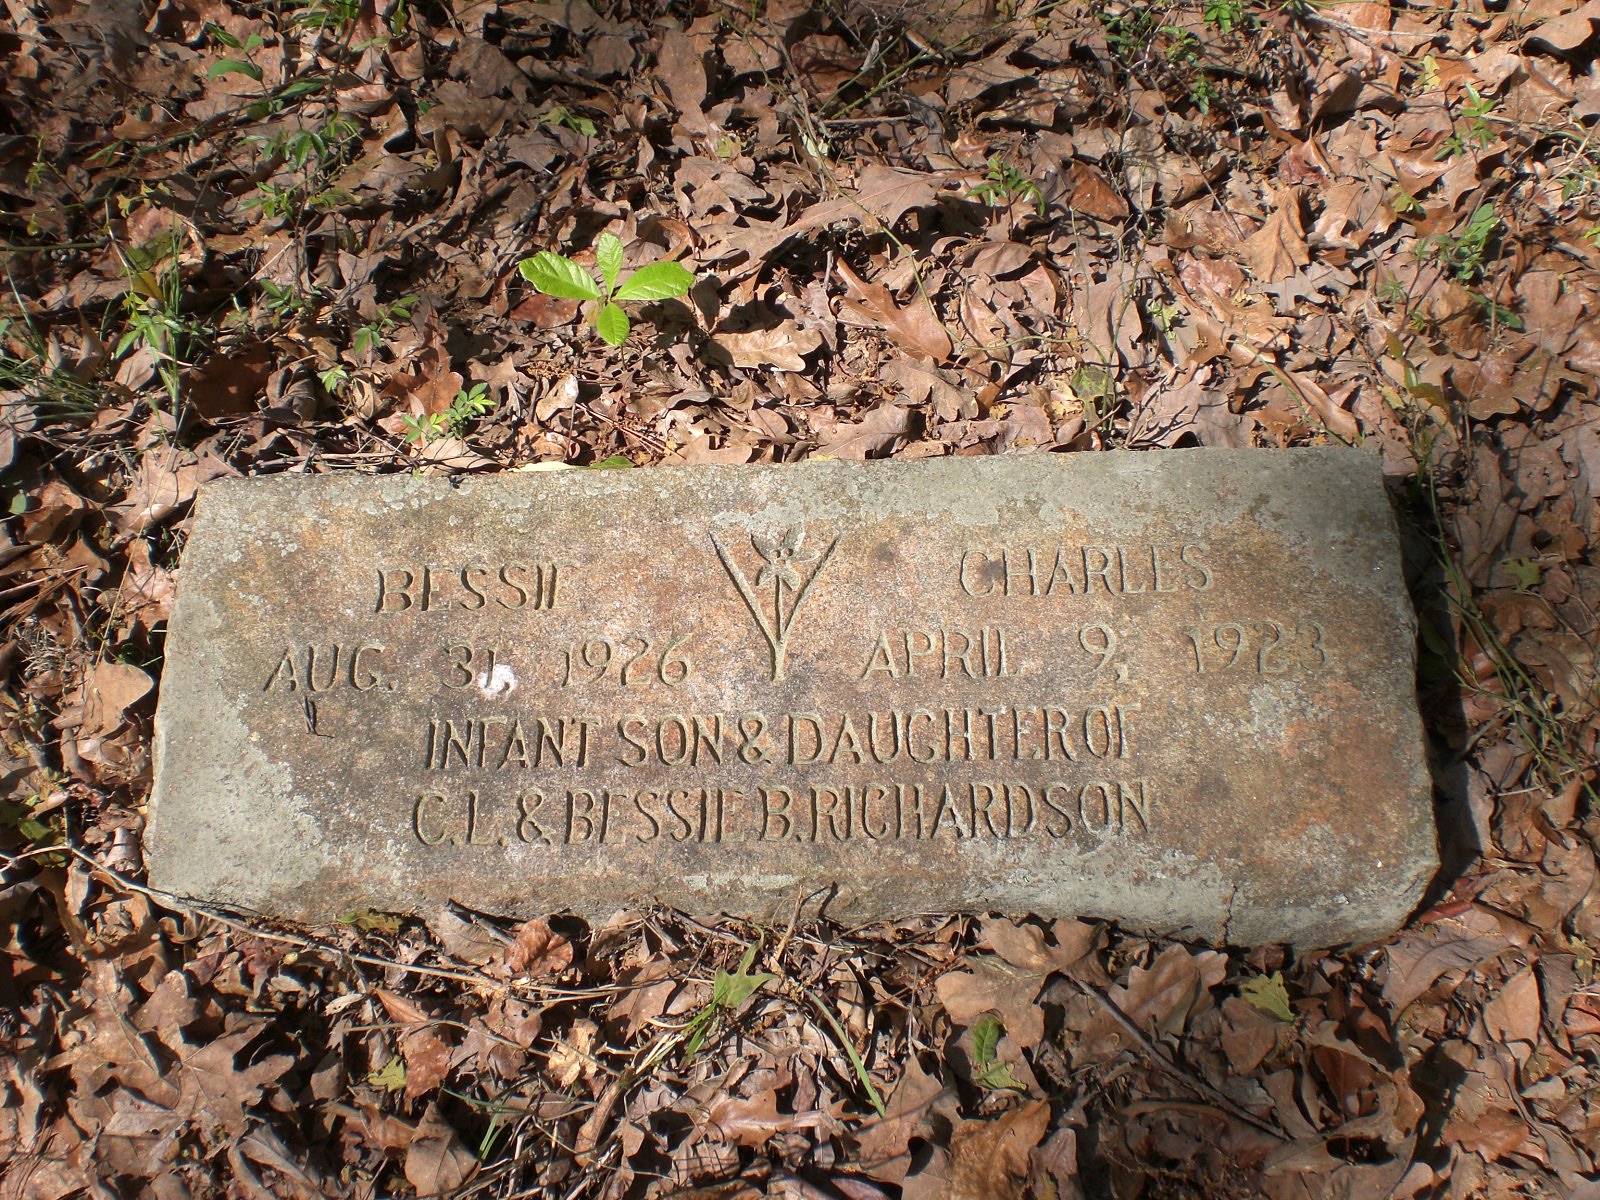 BESSIE CHARLES
AUG. 31, 1926 APRIL 9, 1923
INFANT SON & DAUGHTER OF
C.L. & BESSIE B. RICHARDSON